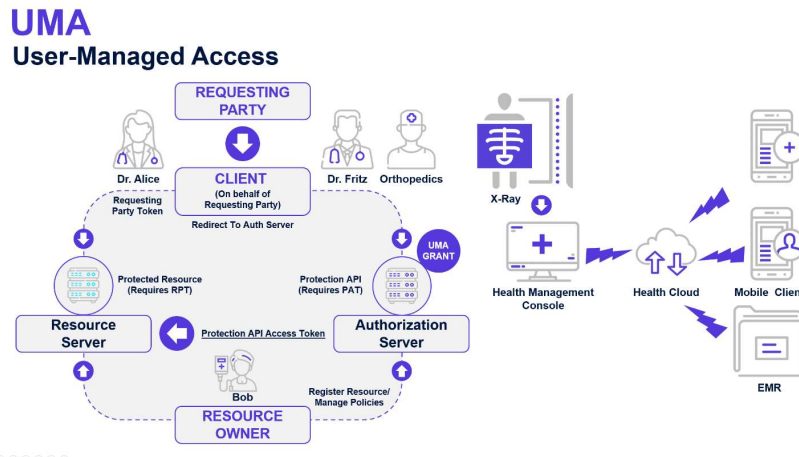 UMA
User-Managed Access
REQUESTING
PARTY
Dr. Alice
CLIENT
(On behalf of
Requesting Party)
Dr. Fritz
Orthopedics
Requesting
Party Token
Redirect To Auth Server
UMA
GRANT
Protected Resource
(Requires RPT)
Protection API
(Requires PAT)
Resource
Server
Protection API Access Token
Authorization
Server
Bob
Register Resource/
Manage Policies
RESOURCE
OWNER
X-Ray
Health Management
Console
Health Cloud
Mobile Clien
EMR